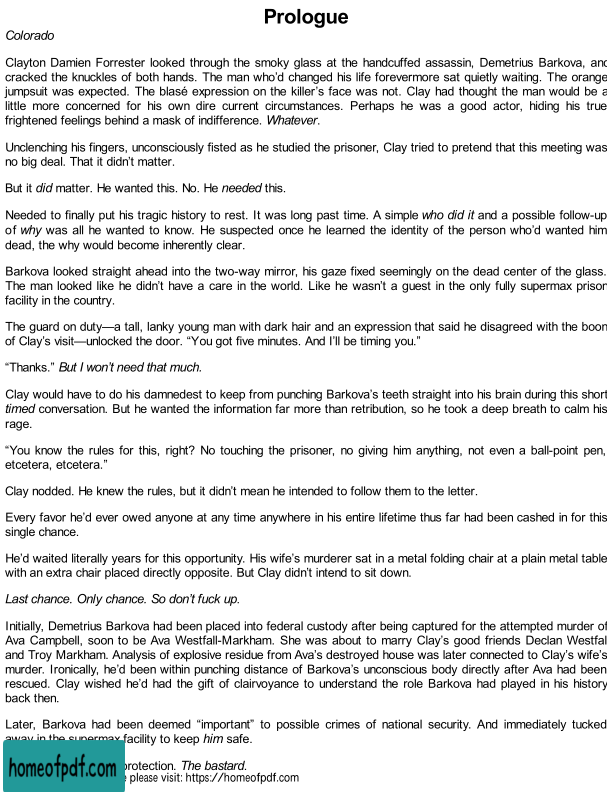 Prologue
Colorado
Clayton Damien Forrester looked through the smoky glass at the handcuffed assassin, Demetrius Barkova, and
cracked the knuckles of both hands. The man who’d changed his life forevermore sat quietly waiting. The orange
jumpsuit was expected. The blasé expression on the killer’s face was not. Clay had thought the man would be a
little more concerned for his own dire current circumstances. Perhaps he was a good actor, hiding his true
frightened feelings behind a mask of indifference. Whatever.
Unclenching his fingers, unconsciously fisted as he studied the prisoner, Clay tried to pretend that this meeting was
no big deal. That it didn’t matter.
But it did matter. He wanted this. No. He needed this.
Needed to finally put his tragic history to rest. It was long past time. A simple who did it and a possible follow-up
of why was all he wanted to know. He suspected once he learned the identity of the person who’d wanted him
dead, the why would become inherently clear.
Barkova looked straight ahead into the two-way mirror, his gaze fixed seemingly on the dead center of the glass.
The man looked like he didn’t have a care in the world. Like he wasn’t a guest in the only fully supermax prison
facility in the country.
The guard on duty—a tall, lanky young man with dark hair and an expression that said he disagreed with the boon
of Clay’s visit—unlocked the door. “You got five minutes. And I’ll be timing you.”
“Thanks.” But I won’t need that much.
Clay would have to do his damnedest to keep from punching Barkova’s teeth straight into his brain during this short
timed conversation. But he wanted the information far more than retribution, so he took a deep breath to calm his
rage.
“You know the rules for this, right? No touching the prisoner, no giving him anything, not even a ball-point pen,
etcetera, etcetera.”
Clay nodded. He knew the rules, but it didn’t mean he intended to follow them to the letter.
Every favor he’d ever owed anyone at any time anywhere in his entire lifetime thus far had been cashed in for this
single chance.
He’d waited literally years for this opportunity. His wife’s murderer sat in a metal folding chair at a plain metal table
with an extra chair placed directly opposite. But Clay didn’t intend to sit down.
Last chance. Only chance. So don’t fuck up.
Initially, Demetrius Barkova had been placed into federal custody after being captured for the attempted murder of
Ava Campbell, soon to be Ava Westfall-Markham. She was about to marry Clay’s good friends Declan Westfal
and Troy Markham. Analysis of explosive residue from Ava’s destroyed house was later connected to Clay’s wife’s
murder. Ironically, he’d been within punching distance of Barkova’s unconscious body directly after Ava had been
rescued. Clay wished he’d had the gift of clairvoyance to understand the role Barkova had played in his history
back then.
Later, Barkova had been deemed “important” to possible crimes of national security. And immediately tucked
away in the supermax facility to keep him safe.
protection. The bastard.
homeofpdf.com
please visit: https://homeofpdf.com